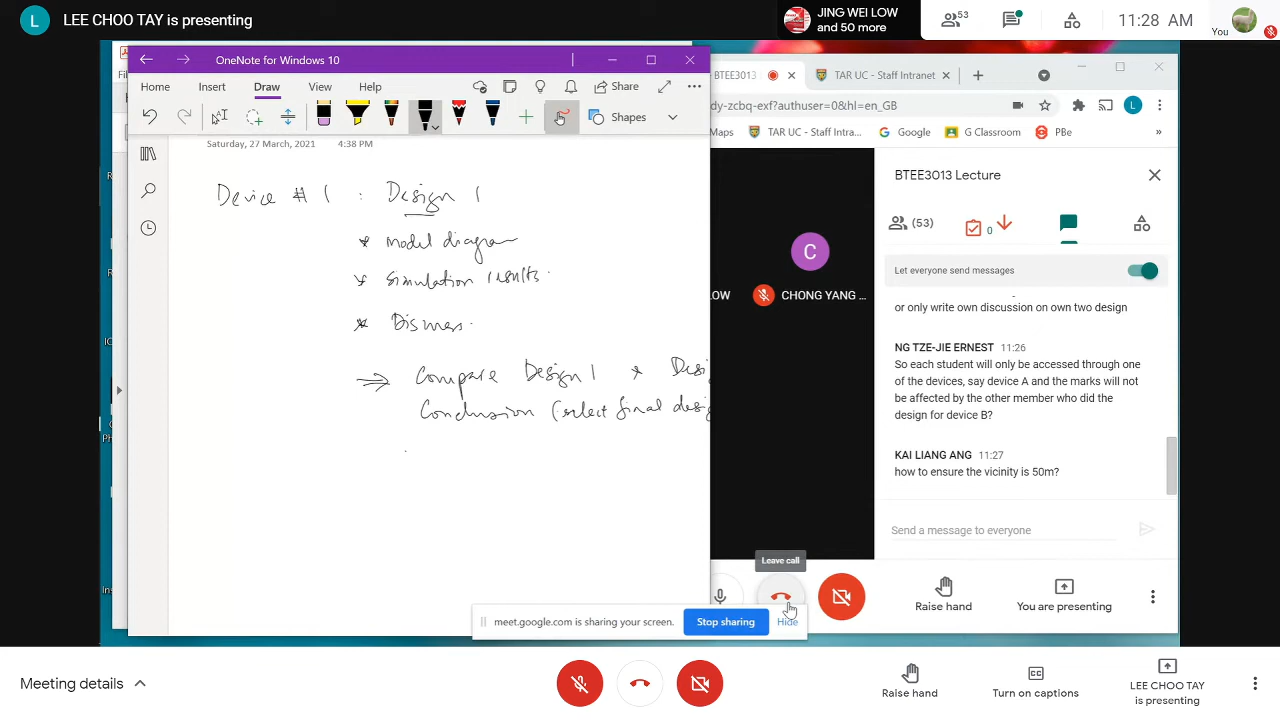 L LEE CHOO TAY is presenting
JING WEI LOW
and 50 more
53
11:28 AM
You
OneNote for Windows 10
Home Insert Draw View Help
Share
Shapes
Saturday, 27 March, 2021 4:38 PM
Device # 1 : Design 1
* Model diagram
* Simulation results.
* Discuss.
⇒ Compare Design 1 & Desi
Conclusion (select final desig
BTEE3013
TAR UC - Staff Intranet
dy-zcbq-exf?authuser=0&hl=en_GB
L
Maps TAR UC - Staff Intra... Google G Classroom PBe
»
BTEE3013 Lecture
(53)
0
Let everyone send messages
or only write own discussion on own two design
NG TZE-JIE ERNEST 11:26
So each student will only be accessed through one
of the devices, say device A and the marks will not
be affected by the other member who did the
design for device B?
KAI LIANG ANG 11:27
how to ensure the vicinity is 50m?
Send a message to everyone
C
LOW
CHONG YANG ...
Leave call
Raise hand
You are presenting
meet.google.com is sharing your screen.
Stop sharing
Hide
Meeting details
Raise hand
Turn on captions
LEE CHOO TAY
is presenting